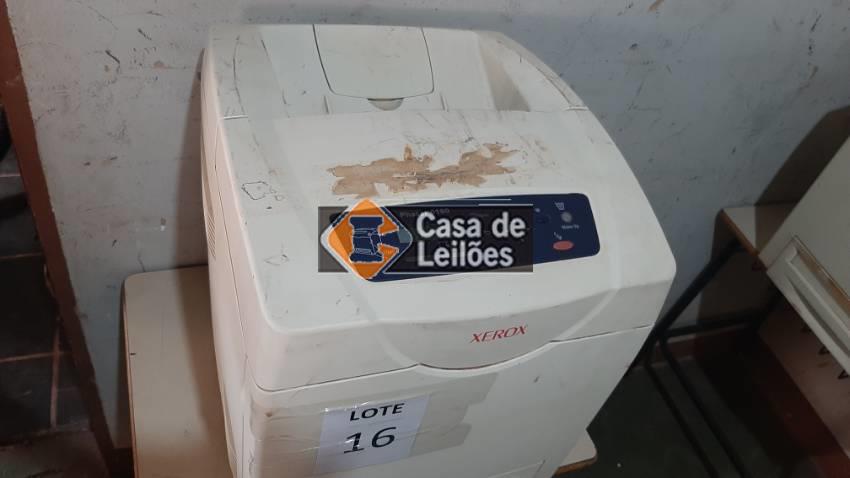 Casa de
Leilões
XEROX
LOTE
16